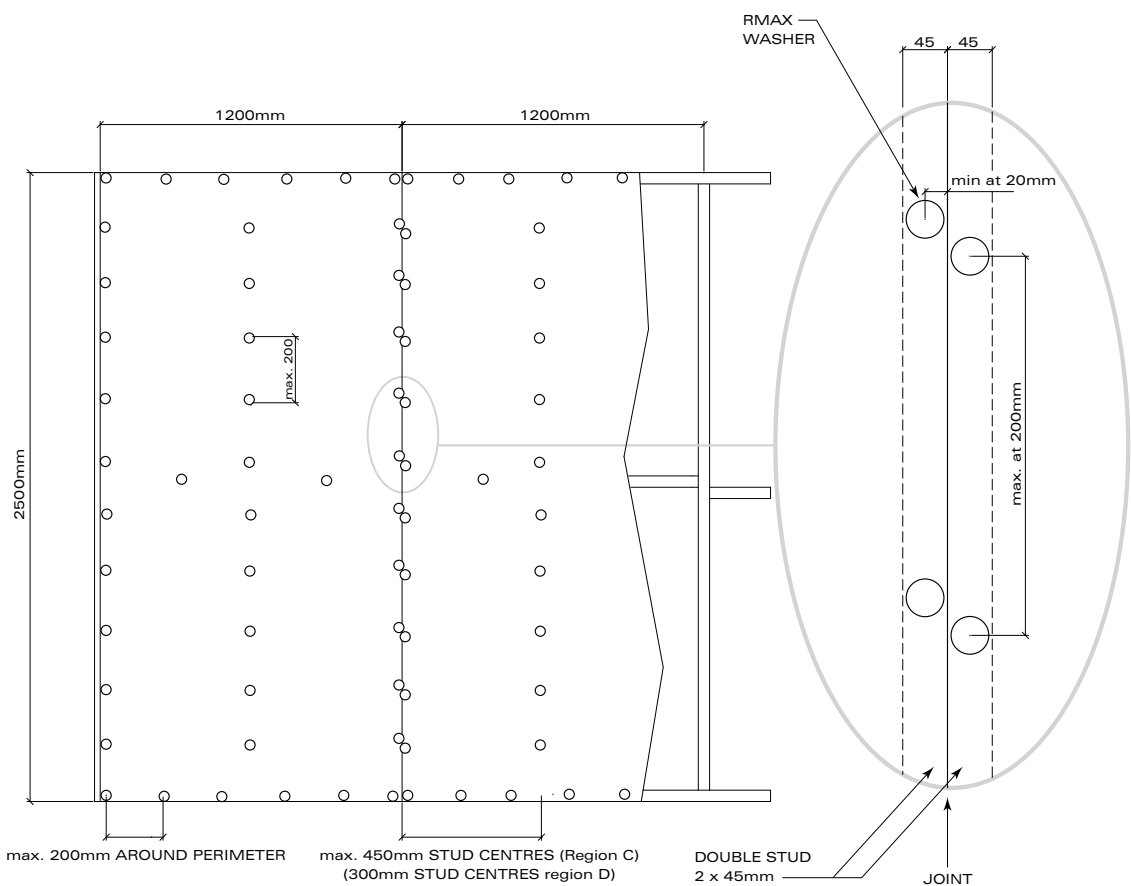 RMAX
WASHER
45
45
1200mm
1200mm
min at 20mm
max. 200
max. at 200mm
2500mm
max. 200mm AROUND PERIMETER
max. 450mm STUD CENTRES (Region C)
(300mm STUD CENTRES region D)
DOUBLE STUD
2 x 45mm
JOINT